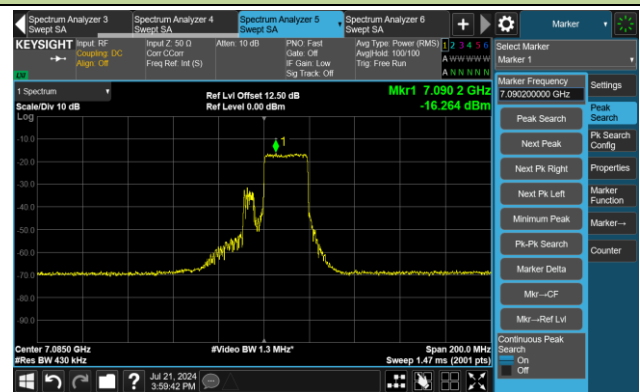 Spectrum Analyzer 3 Swept SA
Spectrum Analyzer 4 Swept SA
Spectrum Analyzer 5 Swept SA
Spectrum Analyzer 6 Swept SA
+
Marker
KEYSIGHT
Input: RF
Coupling: DC
Align: Off
Input Z: 50 Ω
Corr CCorr
Freq Ref: Int (S)
Atten: 10 dB
PNO: Fast
Gate: Off
IF Gain: Low
Sig Track: Off
Avg Type: Power (RMS)
Avg|Hold: 100/100
Trig: Free Run
1 2 3 4 5 6
A W W W W W
A N N N N N
Select Marker
Marker 1
1 Spectrum
Scale/Div 10 dB
Ref Lvl Offset 12.50 dB
Ref Level 0.00 dBm
Mkr1 7.090 2 GHz
-16.264 dBm
Log
1
-10.0
-20.0
-30.0
-40.0
-50.0
-60.0
-70.0
-80.0
-90.0
Center 7.0850 GHz
#Res BW 430 kHz
#Video BW 1.3 MHz*
Span 200.0 MHz
Sweep 1.47 ms (2001 pts)
Marker Frequency
7.090200000 GHz
Peak Search
Next Peak
Next Pk Right
Next Pk Left
Minimum Peak
Pk-Pk Search
Marker Delta
Mkr→CF
Mkr→Ref Lvl
Continuous Peak Search
On
Off
Settings
Peak Search
Pk Search Config
Properties
Marker Function
Marker→
Counter
?
Jul 21, 2024
3:59:42 PM